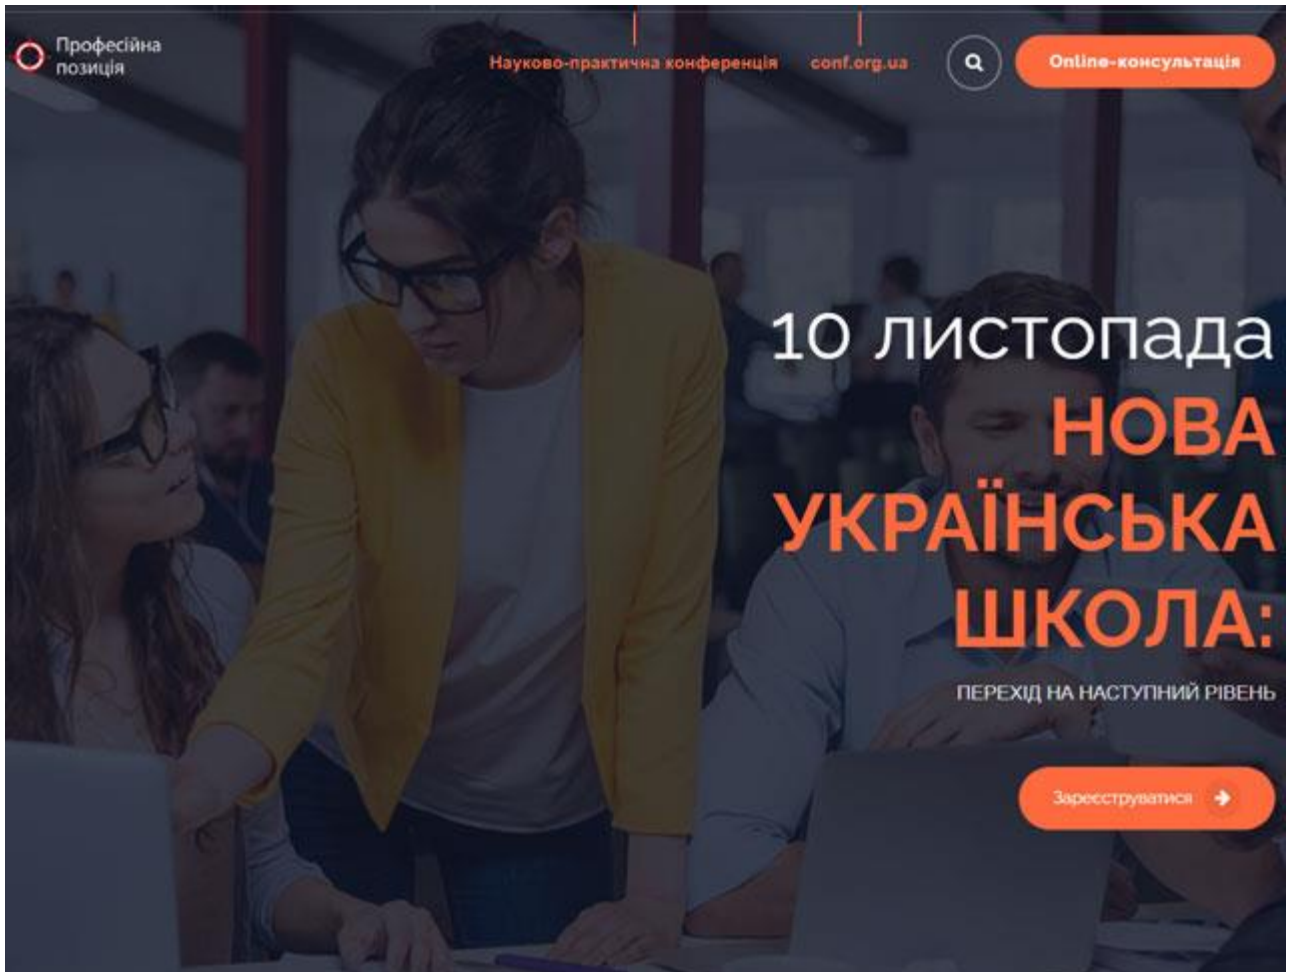 Професійна
позиція
Науково-практична конференція
conf.org.ua
Online-консультація
10 листопада
НОВА
УКРАЇНСЬКА
ШКОЛА:
ПЕРЕХІД НА НАСТУПНИЙ РІВЕНЬ
Зареєструватися